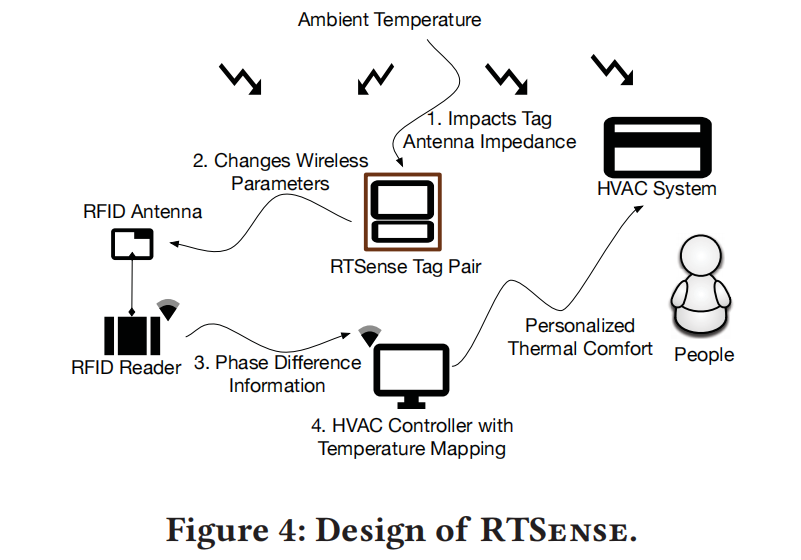 Ambient Temperature
1. Impacts Tag
Antenna Impedance
2. Changes Wireless
Parameters
HVAC System
RFID Antenna
RTSense Tag Pair
Personalized
Thermal Comfort
People
RFID Reader
3. Phase Difference
Information
4. HVAC Controller with
Temperature Mapping
Figure 4: Design of RTSENSE.